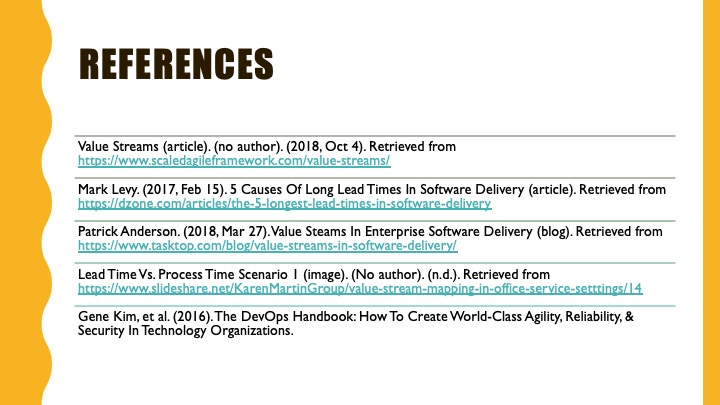 REFERENCES
Value Streams (article). (no author). (2018, Oct 4). Retrieved from
https://www.scaledagileframework.com/value-streams/
Mark Levy. (2017, Feb 15). 5 Causes Of Long Lead Times In Software Delivery (article). Retrieved from
https://dzone.com/articles/the-5-longest-lead-times-in-software-delivery
Patrick Anderson. (2018, Mar 27). Value Steams In Enterprise Software Delivery (blog). Retrieved from
https://www.tasktop.com/blog/value-streams-in-software-delivery/
Lead Time Vs. Process Time Scenario 1 (image). (No author). (n.d.). Retrieved from
https://www.slideshare.net/KarenMartinGroup/value-stream-mapping-in-office-service-setttings/14
Gene Kim, et al. (2016). The DevOps Handbook: How To Create World-Class Agility, Reliability, &
Security In Technology Organizations.